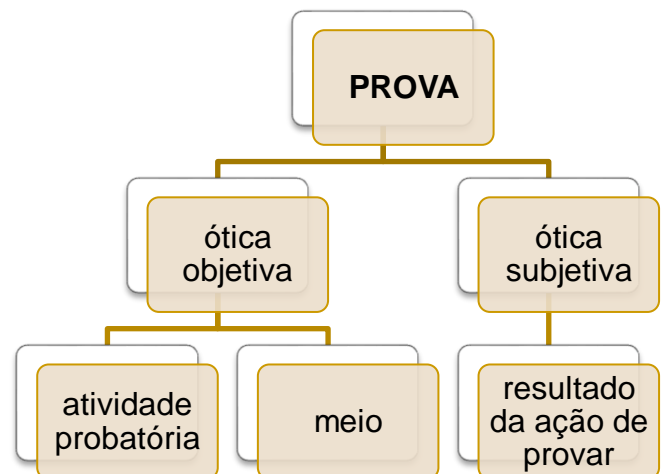 PROVA
ótica
objetiva
ótica
subjetiva
atividade
probatória
meio
resultado
da ação de
provar